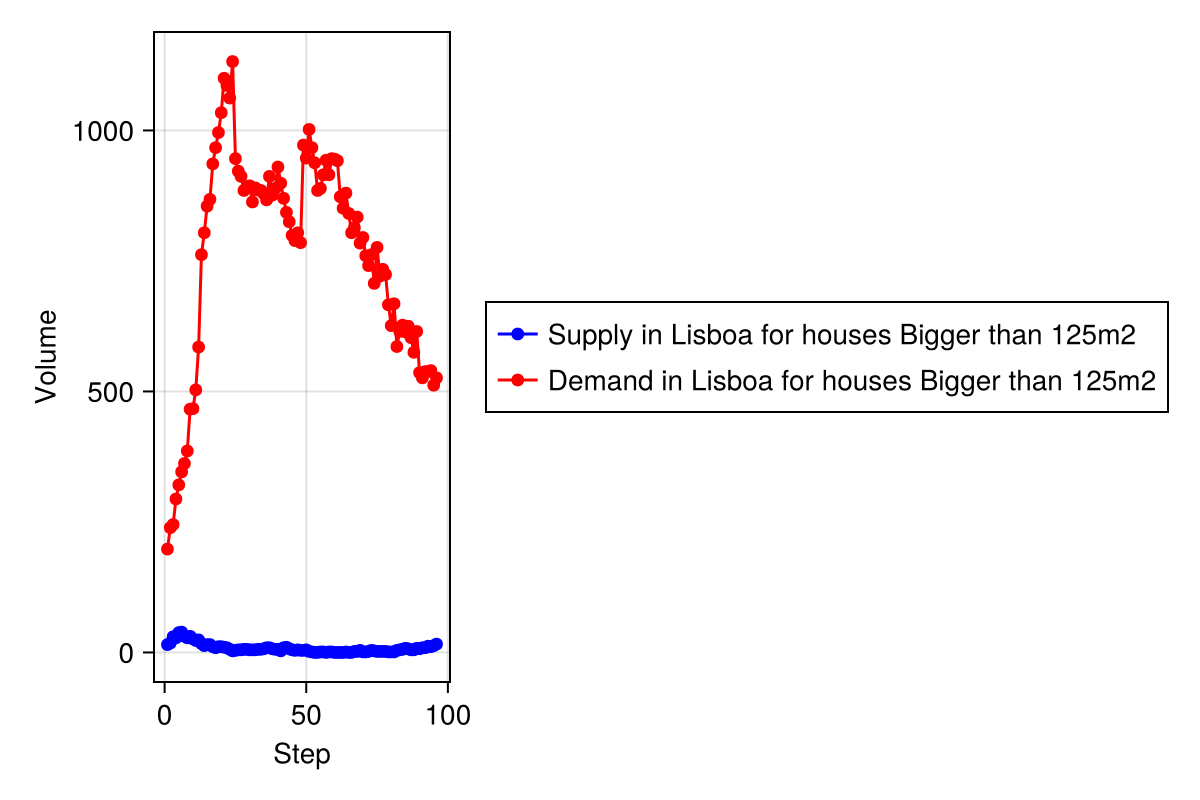 Volume
1000
500
0
0 50 100
Step
Supply in Lisboa for houses Bigger than 125m2
Demand in Lisboa for houses Bigger than 125m2